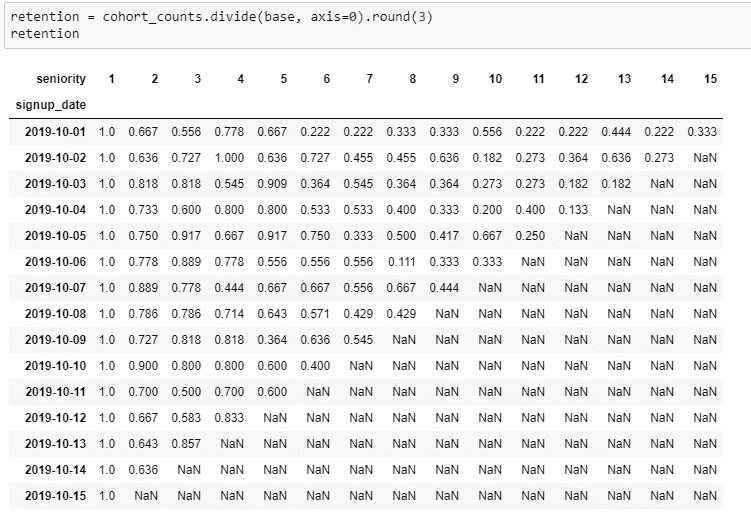 retention = cohort_counts.divide(base, axis=0).round(3)
retention
seniority 1 2 3 4 5 6 7 8 9 10 11 12 13 14 15
signup_date
2019-10-01 1.0 0.667 0.556 0.778 0.667 0.222 0.222 0.333 0.333 0.556 0.222 0.222 0.444 0.222 0.333
2019-10-02 1.0 0.636 0.727 1.000 0.636 0.727 0.455 0.455 0.636 0.182 0.273 0.364 0.636 0.273 NaN
2019-10-03 1.0 0.818 0.818 0.545 0.909 0.364 0.545 0.364 0.364 0.273 0.273 0.182 0.182 NaN NaN
2019-10-04 1.0 0.733 0.600 0.800 0.800 0.533 0.533 0.400 0.333 0.200 0.400 0.133 NaN NaN NaN
2019-10-05 1.0 0.750 0.917 0.667 0.917 0.750 0.333 0.500 0.417 0.667 0.250 NaN NaN NaN NaN
2019-10-06 1.0 0.778 0.889 0.778 0.556 0.556 0.556 0.111 0.333 0.333 NaN NaN NaN NaN NaN
2019-10-07 1.0 0.889 0.778 0.444 0.667 0.667 0.556 0.667 0.444 NaN NaN NaN NaN NaN NaN
2019-10-08 1.0 0.786 0.786 0.714 0.643 0.571 0.429 0.429 NaN NaN NaN NaN NaN NaN NaN
2019-10-09 1.0 0.727 0.818 0.818 0.364 0.636 0.545 NaN NaN NaN NaN NaN NaN NaN NaN
2019-10-10 1.0 0.900 0.800 0.800 0.600 0.400 NaN NaN NaN NaN NaN NaN NaN NaN NaN
2019-10-11 1.0 0.700 0.500 0.700 0.600 NaN NaN NaN NaN NaN NaN NaN NaN NaN NaN
2019-10-12 1.0 0.667 0.583 0.833 NaN NaN NaN NaN NaN NaN NaN NaN NaN NaN NaN
2019-10-13 1.0 0.643 0.857 NaN NaN NaN NaN NaN NaN NaN NaN NaN NaN NaN NaN
2019-10-14 1.0 0.636 NaN NaN NaN NaN NaN NaN NaN NaN NaN NaN NaN NaN NaN
2019-10-15 1.0 NaN NaN NaN NaN NaN NaN NaN NaN NaN NaN NaN NaN NaN NaN